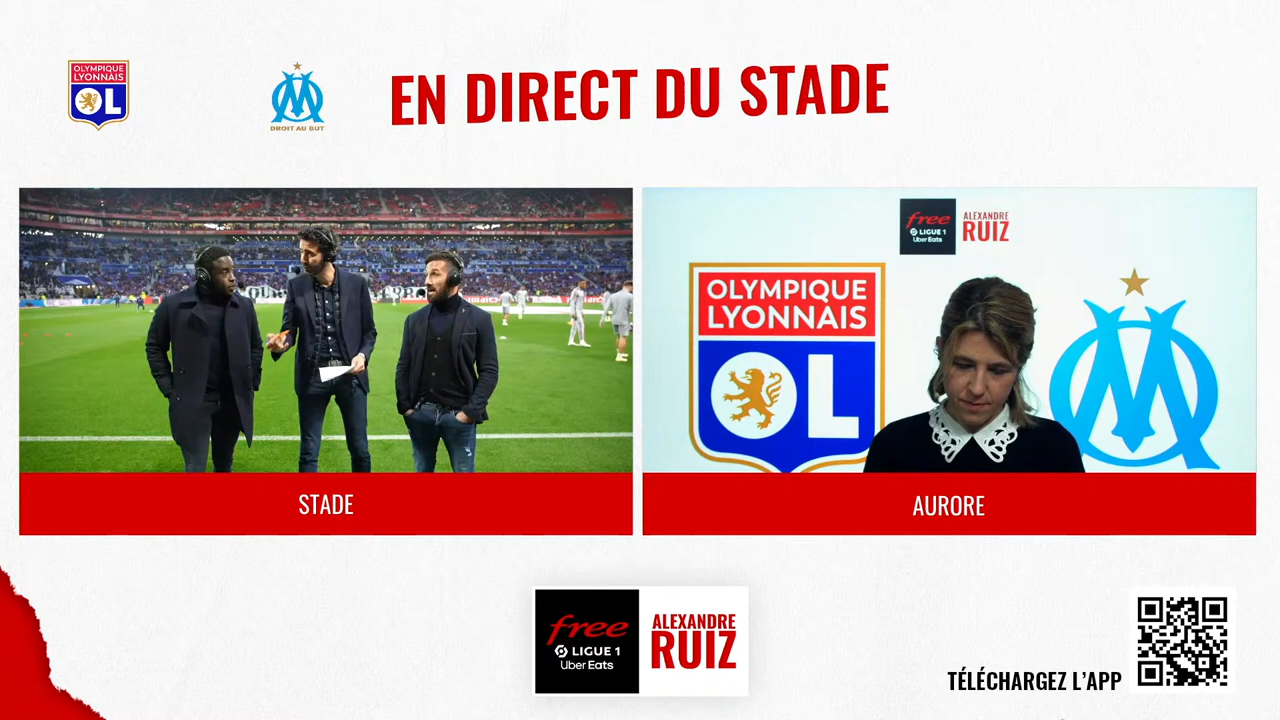 OLYMPIQUE
LYONNAIS
OL
DROIT AU BUT
EN DIRECT DU STADE
free
LIGUE 1
Uber Eats
ALEXANDRE
RUIZ
OLYMPIQUE
LYONNAIS
OL
STADE
AURORE
free
LIGUE 1
Uber Eats
ALEXANDRE
RUIZ
TÉLÉCHARGEZ L'APP